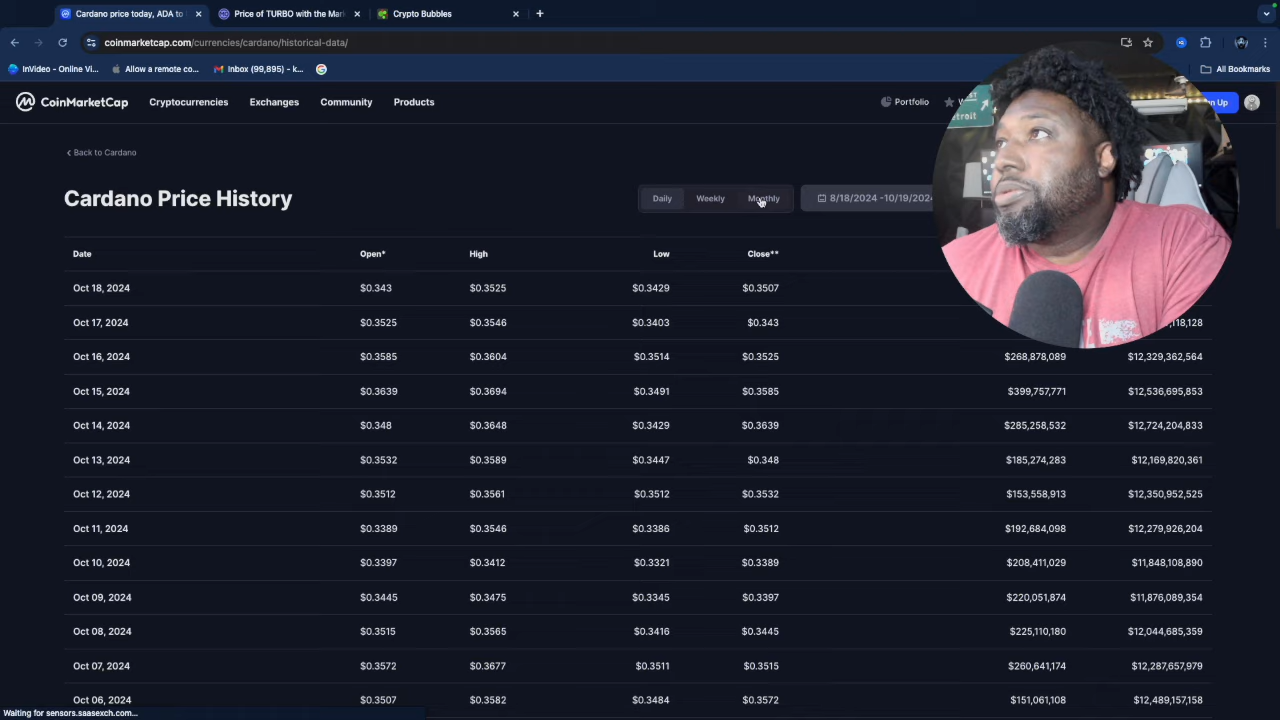 Cardano price today, ADA to
Price of TURBO with the Mar
Crypto Bubbles
coinmarketcap.com/currencies/cardano/historical-data/
InVideo - Online Vi...
Allow a remote co...
Inbox (99,895) - k...
All Bookmarks
CoinMarketCap
Cryptocurrencies
Exchanges
Community
Products
Portfolio
W
n Up
West
etroit
Back to Cardano
Cardano Price History
Daily
Weekly
Monthly
8/18/2024 -10/19/2024
Date Open* High Low Close**
Oct 18, 2024 $0.343 $0.3525 $0.3429 $0.3507
Oct 17, 2024 $0.3525 $0.3546 $0.3403 $0.343 118,128
Oct 16, 2024 $0.3585 $0.3604 $0.3514 $0.3525 $268,878,089 $12,329,362,564
Oct 15, 2024 $0.3639 $0.3694 $0.3491 $0.3585 $399,757,771 $12,536,695,853
Oct 14, 2024 $0.348 $0.3648 $0.3429 $0.3639 $285,258,532 $12,724,204,833
Oct 13, 2024 $0.3532 $0.3589 $0.3447 $0.348 $185,274,283 $12,169,820,361
Oct 12, 2024 $0.3512 $0.3561 $0.3512 $0.3532 $153,558,913 $12,350,952,525
Oct 11, 2024 $0.3389 $0.3546 $0.3386 $0.3512 $192,684,098 $12,279,926,204
Oct 10, 2024 $0.3397 $0.3412 $0.3321 $0.3389 $208,411,029 $11,848,108,890
Oct 09, 2024 $0.3445 $0.3475 $0.3345 $0.3397 $220,051,874 $11,876,089,354
Oct 08, 2024 $0.3515 $0.3565 $0.3416 $0.3445 $225,110,180 $12,044,685,359
Oct 07, 2024 $0.3572 $0.3677 $0.3511 $0.3515 $260,641,174 $12,287,657,979
Oct 06, 2024 $0.3507 $0.3582 $0.3484 $0.3572 $151,061,108 $12,489,157,158
Waiting for sensors.saasexch.com...